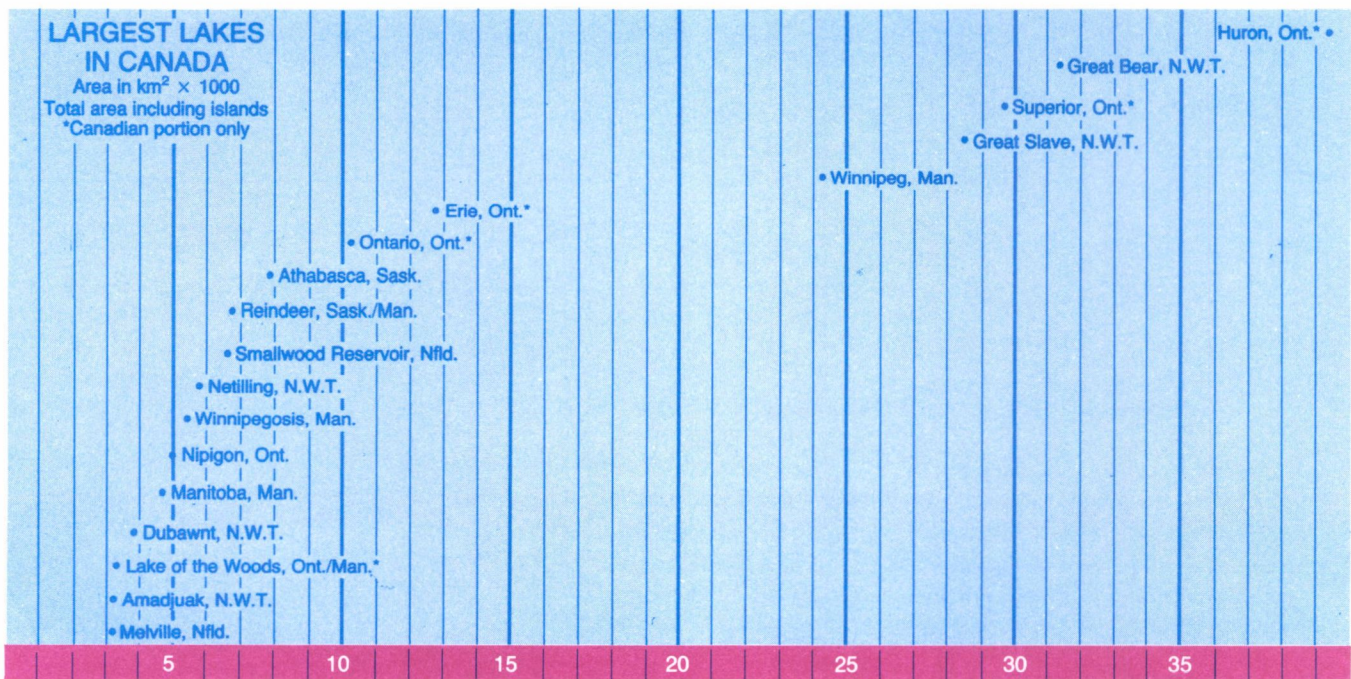 LARGEST LAKES
IN CANADA
Area in km² × 1000
Total area including islands
*Canadian portion only
Huron, Ont.*
Great Bear, N.W.T.
Superior, Ont.*
Great Slave, N.W.T.
Winnipeg, Man.
Erie, Ont.*
Ontario, Ont.*
Athabasca, Sask.
Reindeer, Sask./Man.
Smallwood Reservoir, Nfld.
Netilling, N.W.T.
Winnipegosis, Man.
Nipigon, Ont.
Manitoba, Man.
Dubawnt, N.W.T.
Lake of the Woods, Ont./Man.*
Amadjuak, N.W.T.
Melville, Nfld.
5 10 15 20 25 30 35